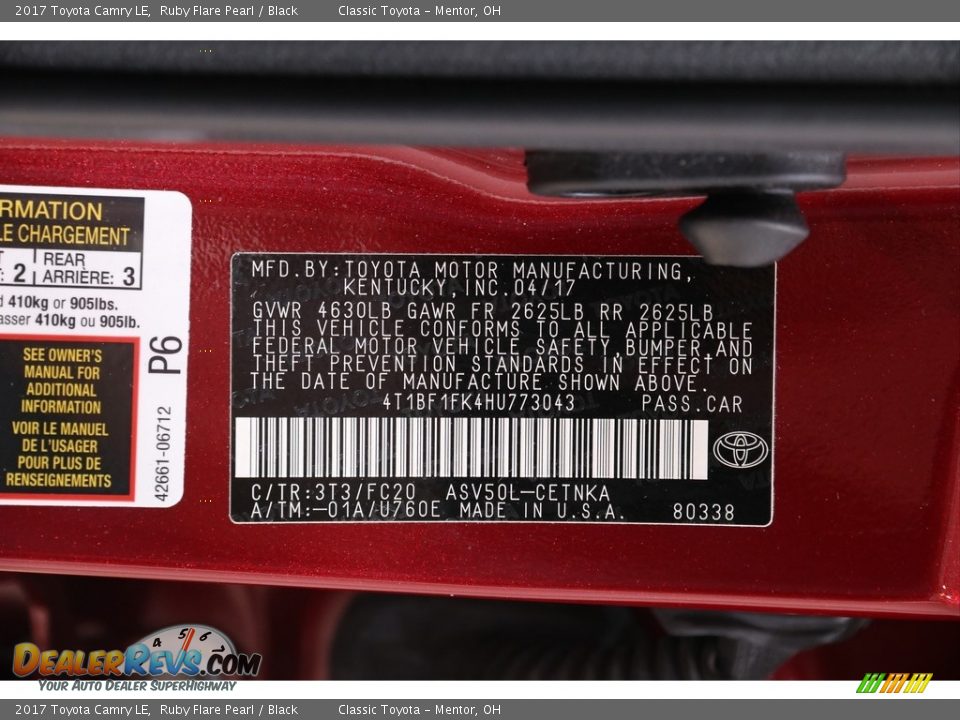 2017 Toyota Camry LE, Ruby Flare Pearl / Black Classic Toyota - Mentor, OH
RMATION
LE CHARGEMENT
2 REAR
ARRIÈRE: 3
410kg or 905lbs.
asser 410kg ou 905lb.
SEE OWNER'S
MANUAL FOR
ADDITIONAL
INFORMATION
VOIR LE MANUEL
DE L'USAGER
POUR PLUS DE
RENSEIGNEMENTS
P6
42661-06712
MFD.BY:TOYOTA MOTOR MANUFACTURING,
KENTUCKY,INC.04/17
GVWR 4630LB GAWR FR 2625LB RR 2625LB
THIS VEHICLE CONFORMS TO ALL APPLICABLE
FEDERAL MOTOR VEHICLE SAFETY,BUMPER,AND
THEFT PREVENTION STANDARDS IN EFFECT ON
THE DATE OF MANUFACTURE SHOWN ABOVE.
4T1BF1FK4HU773043 PASS.CAR
C/TR:3T3/FC20 ASV50L-CETNKA
A/TM:-01A/U760E MADE IN U.S.A. 80338
4 5 6
DEALERREVS.COM
YOUR AUTO DEALER SUPERHIGHWAY
2017 Toyota Camry LE, Ruby Flare Pearl / Black Classic Toyota - Mentor, OH